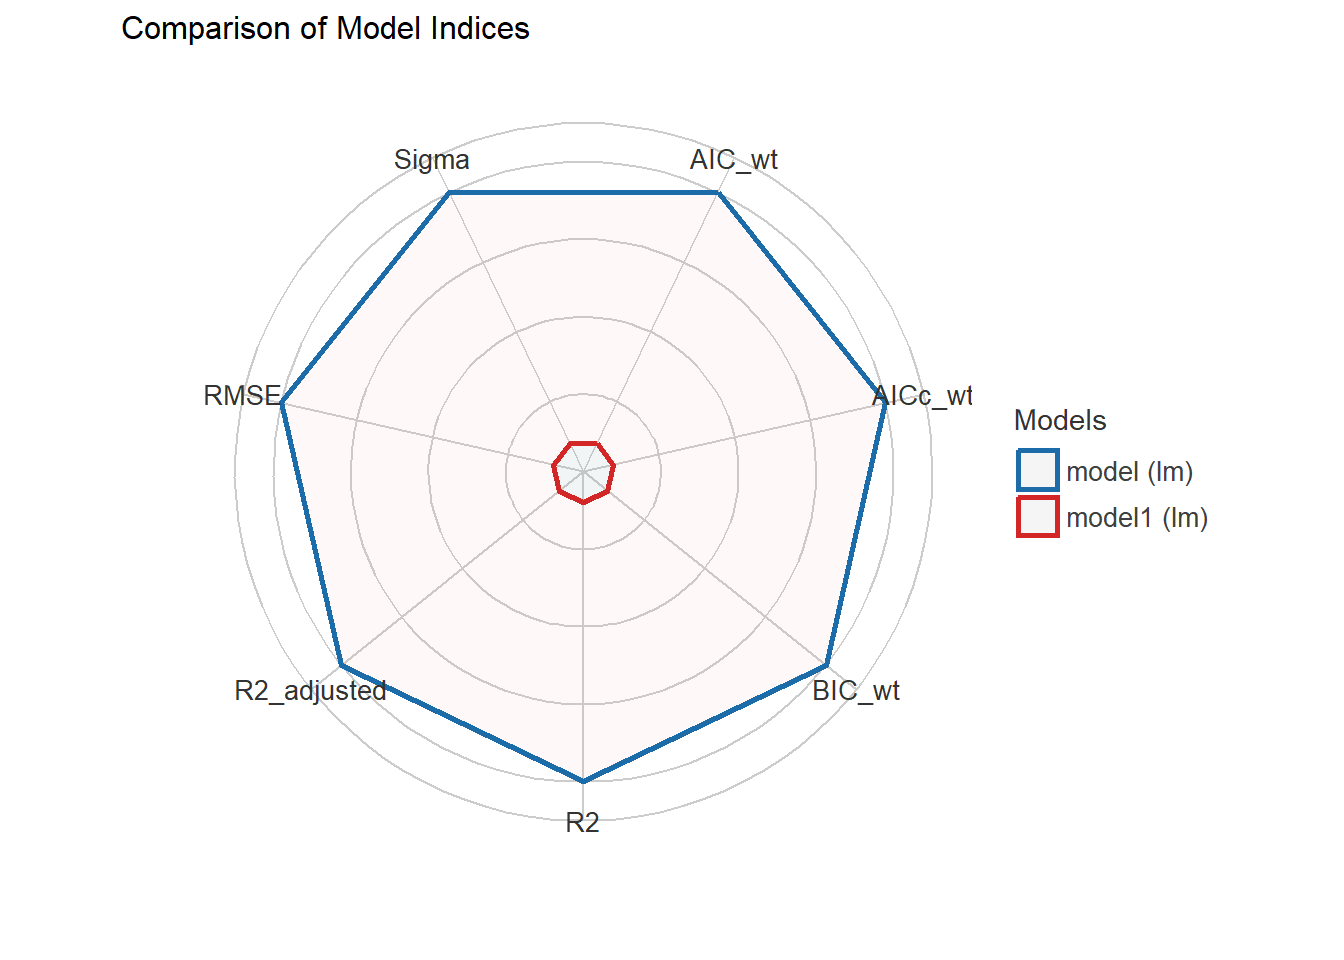 Comparison of Model Indices
Sigma
AIC_wt
RMSE
AICc_wt
Models
model (lm)
model1 (lm)
R2_adjusted
BIC_wt
R2